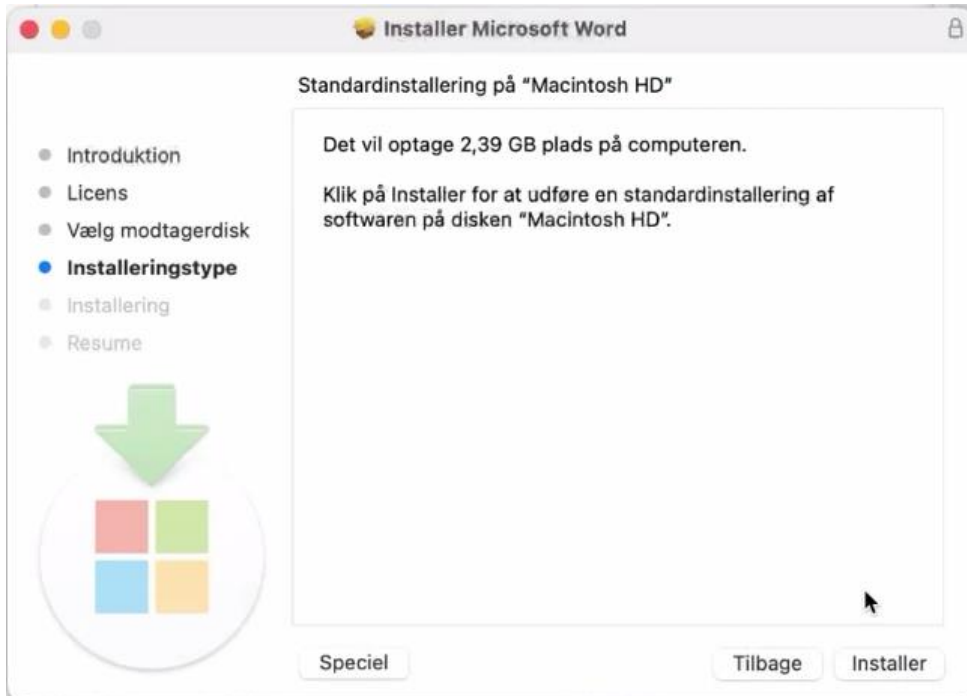 Installer Microsoft Word
Standardinstallering på “Macintosh HD”
Introduktion
Licens
Vælg modtagerdisk
Installeringstype
Installering
Resume
Det vil optage 2,39 GB plads på computeren.
Klik på Installer for at udføre en standardinstallering af
softwaren på disken “Macintosh HD”.
Speciel
Tilbage
Installer